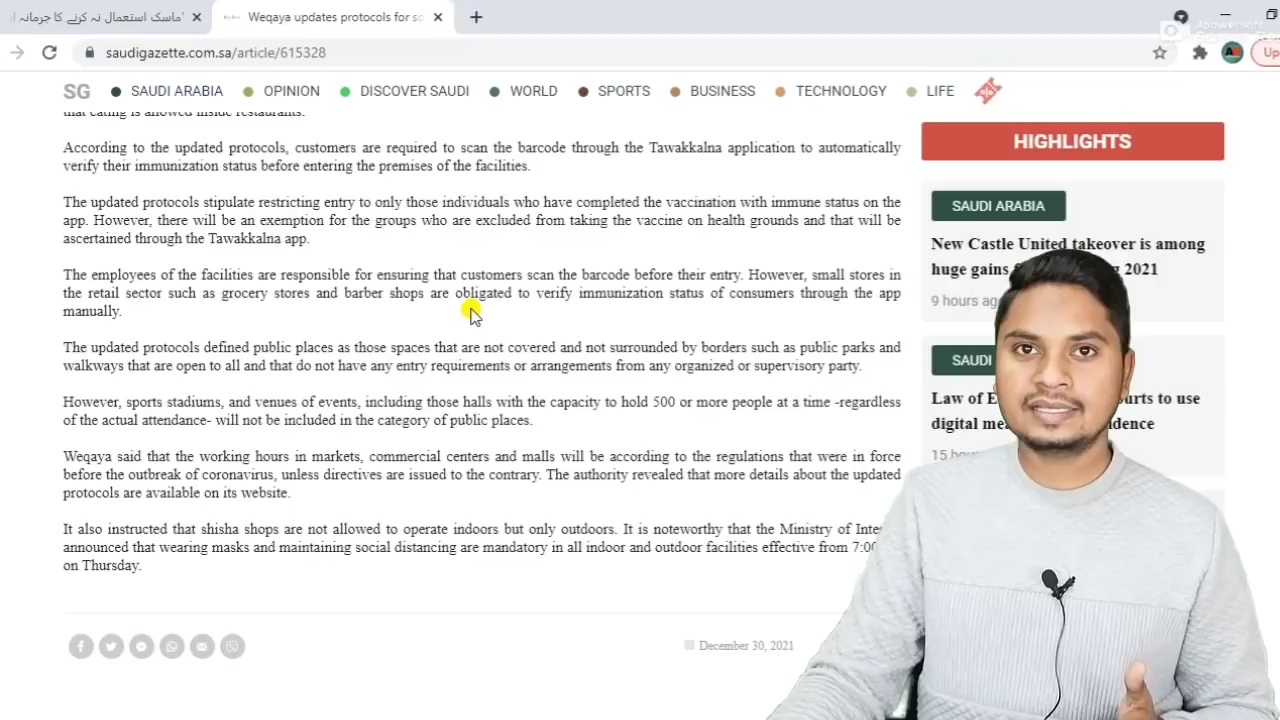 ماسک استعمال نہ کرنے کا جرمانہ
Weqaya updates protocols for so
saudigazette.com.sa/article/615328
Apowersoft
SG SAUDI ARABIA OPINION DISCOVER SAUDI WORLD SPORTS BUSINESS TECHNOLOGY LIFE
that eating is allowed inside restaurants.
According to the updated protocols, customers are required to scan the barcode through the Tawakkalna application to automatically
verify their immunization status before entering the premises of the facilities.
The updated protocols stipulate restricting entry to only those individuals who have completed the vaccination with immune status on the
app. However, there will be an exemption for the groups who are excluded from taking the vaccine on health grounds and that will be
ascertained through the Tawakkalna app.
The employees of the facilities are responsible for ensuring that customers scan the barcode before their entry. However, small stores in
the retail sector such as grocery stores and barber shops are obligated to verify immunization status of consumers through the app
manually.
The updated protocols defined public places as those spaces that are not covered and not surrounded by borders such as public parks and
walkways that are open to all and that do not have any entry requirements or arrangements from any organized or supervisory party.
However, sports stadiums, and venues of events, including those halls with the capacity to hold 500 or more people at a time -regardless
of the actual attendance- will not be included in the category of public places.
Weqaya said that the working hours in markets, commercial centers and malls will be according to the regulations that were in force
before the outbreak of coronavirus, unless directives are issued to the contrary. The authority revealed that more details about the updated
protocols are available on its website.
It also instructed that shisha shops are not allowed to operate indoors but only outdoors. It is noteworthy that the Ministry of Inte
announced that wearing masks and maintaining social distancing are mandatory in all indoor and outdoor facilities effective from 7:0
on Thursday.
December 30, 2021
HIGHLIGHTS
SAUDI ARABIA
New Castle United takeover is among
huge gains 2021
9 hours ag
SAUDI
Law of E urts to use
digital me dence
15 hour